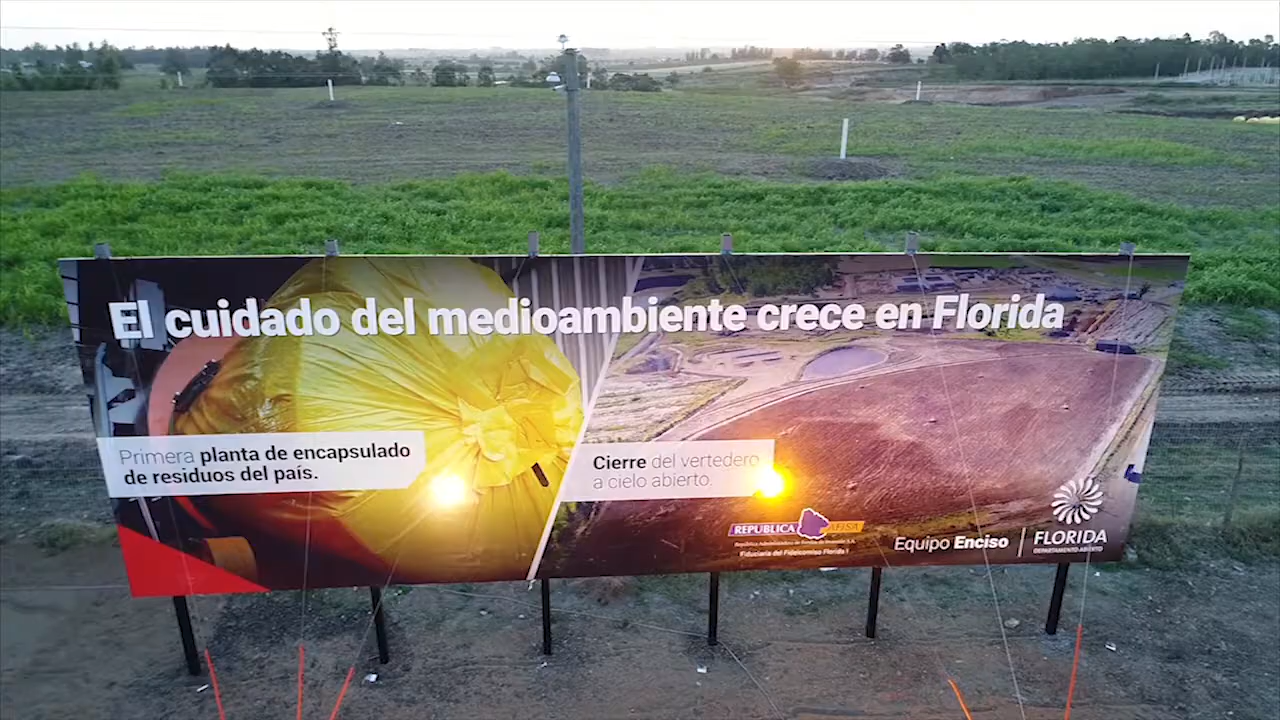 El cuidado del medioambiente crece en Florida
Primera planta de encapsulado
de residuos del país.
Cierre del vertedero
a cielo abierto.
REPUBLICA AFISA
Fiduciaria del Fideicomiso Florida I
Equipo Enciso
FLORIDA
DEPARTAMENTO ABIERTO